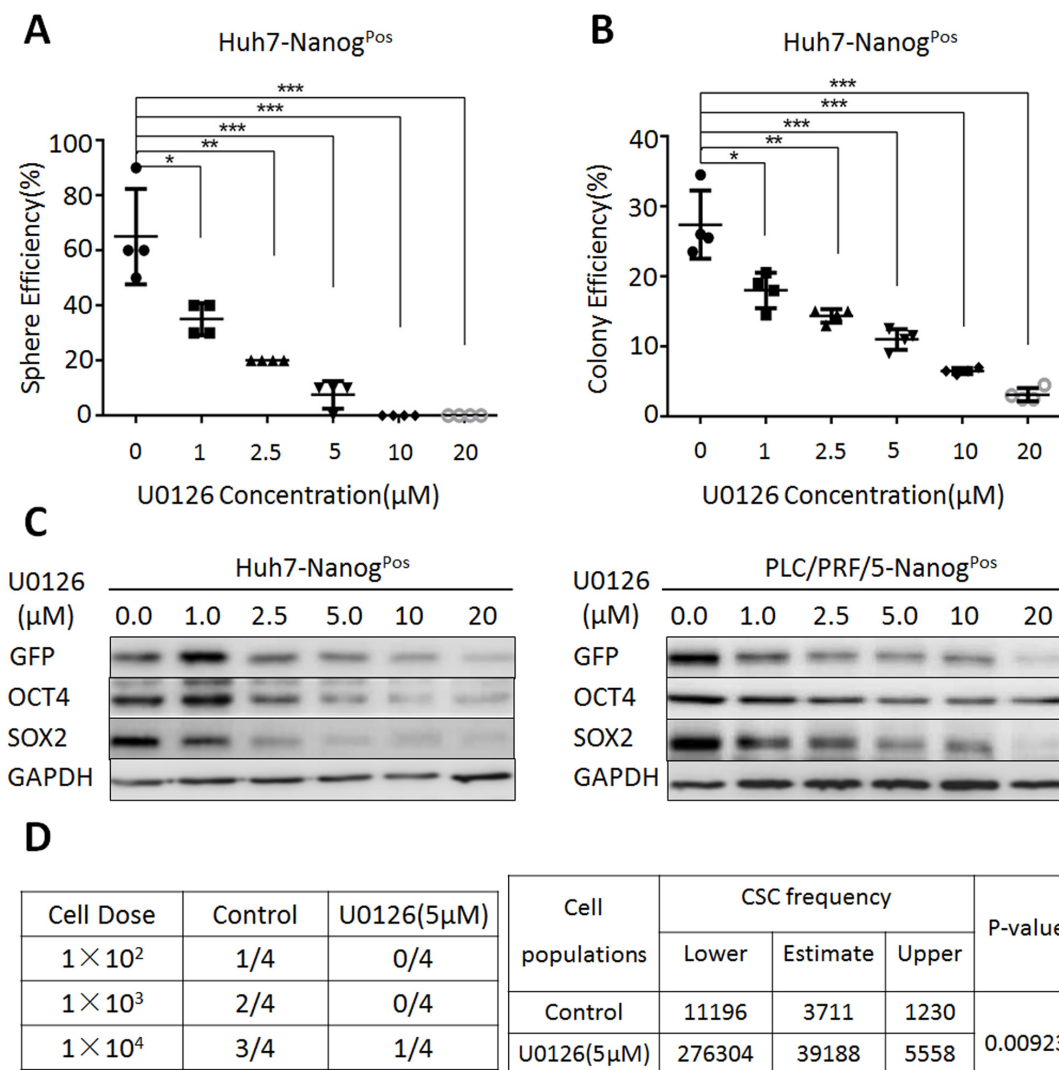 A
Huh7-Nanog^Pos
***
***
***
**
*
Sphere Efficiency(%)
100
80
60
40
20
0
0 1 2.5 5 10 20
U0126 Concentration(μM)
B
Huh7-Nanog^Pos
***
***
***
**
*
Colony Efficiency(%)
40
30
20
10
0
0 1 2.5 5 10 20
U0126 Concentration(μM)
C
Huh7-Nanog^Pos
U0126
(μM) 0.0 1.0 2.5 5.0 10 20
GFP
OCT4
SOX2
GAPDH
PLC/PRF/5-Nanog^Pos
U0126
(μM) 0.0 1.0 2.5 5.0 10 20
GFP
OCT4
SOX2
GAPDH
D
Cell Dose Control U0126(5μM)
1×10² 1/4 0/4
1×10³ 2/4 0/4
1×10⁴ 3/4 1/4
Cell populations CSC frequency P-value
Lower Estimate Upper
Control 11196 3711 1230 0.00923
U0126(5μM) 276304 39188 5558